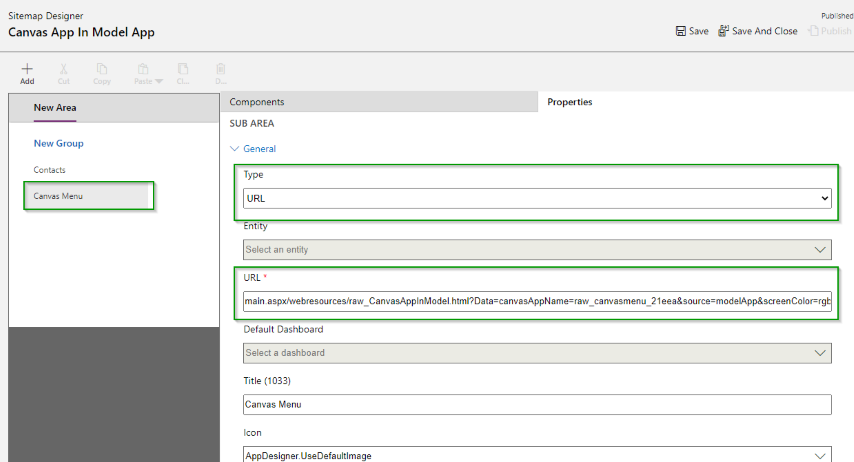 Sitemap Designer
Published
Canvas App In Model App
Save
Save And Close
Publish
Add
Cut
Copy
Paste
Cl...
D...
New Area
Components
Properties
SUB AREA
New Group
General
Contacts
Type
Canvas Menu
URL
Entity
Select an entity
URL *
main.aspx/webresources/raw_CanvasAppInModel.html?Data=canvasAppName=raw_canvasmenu_21eea&source=modelApp&screenColor=rgb
Default Dashboard
Select a dashboard
Title (1033)
Canvas Menu
Icon
AppDesigner.UseDefaultImage